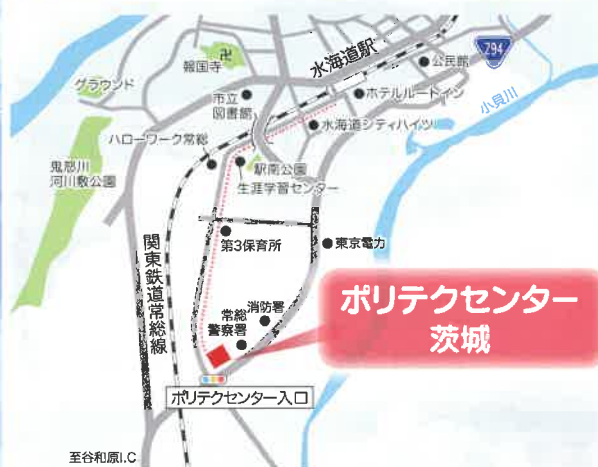 報国寺
水海道駅
公民館
294
グラウンド
市立
図書館
ホテルルートイン
小貝川
水海道シティハイツ
ハローワーク常総
駅南公園
生涯学習センター
鬼怒川
河川敷公園
関東鉄道常総線
第3保育所
東京電力
ポリテクセンター
茨城
消防署
常総
警察署
ポリテクセンター入口
至谷和原I.C